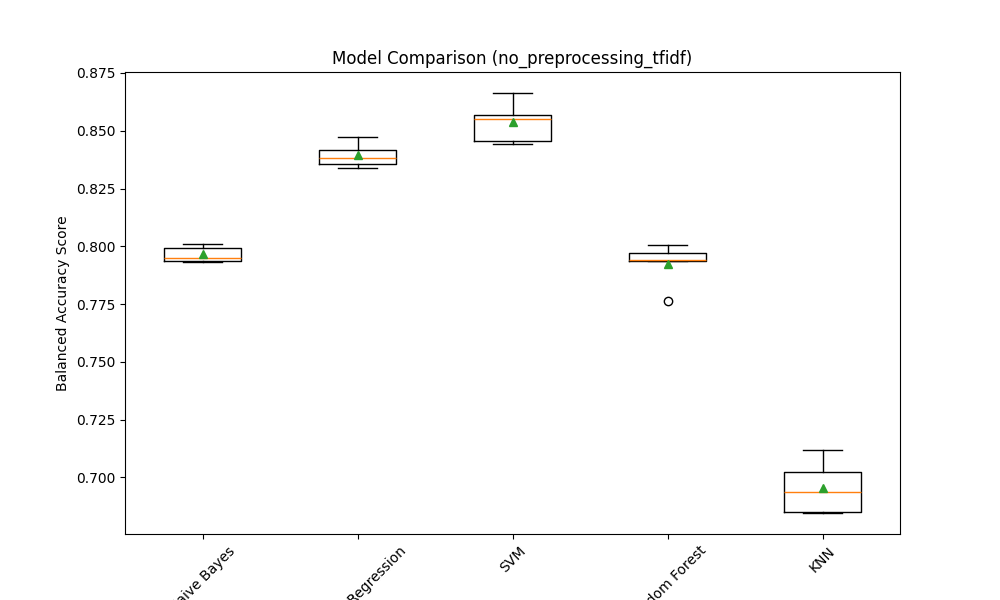 Model Comparison (no_preprocessing_tfidf)
Balanced Accuracy Score
0.875
0.850
0.825
0.800
0.775
0.750
0.725
0.700
aive Bayes
Regression
SVM
dom Forest
KNN